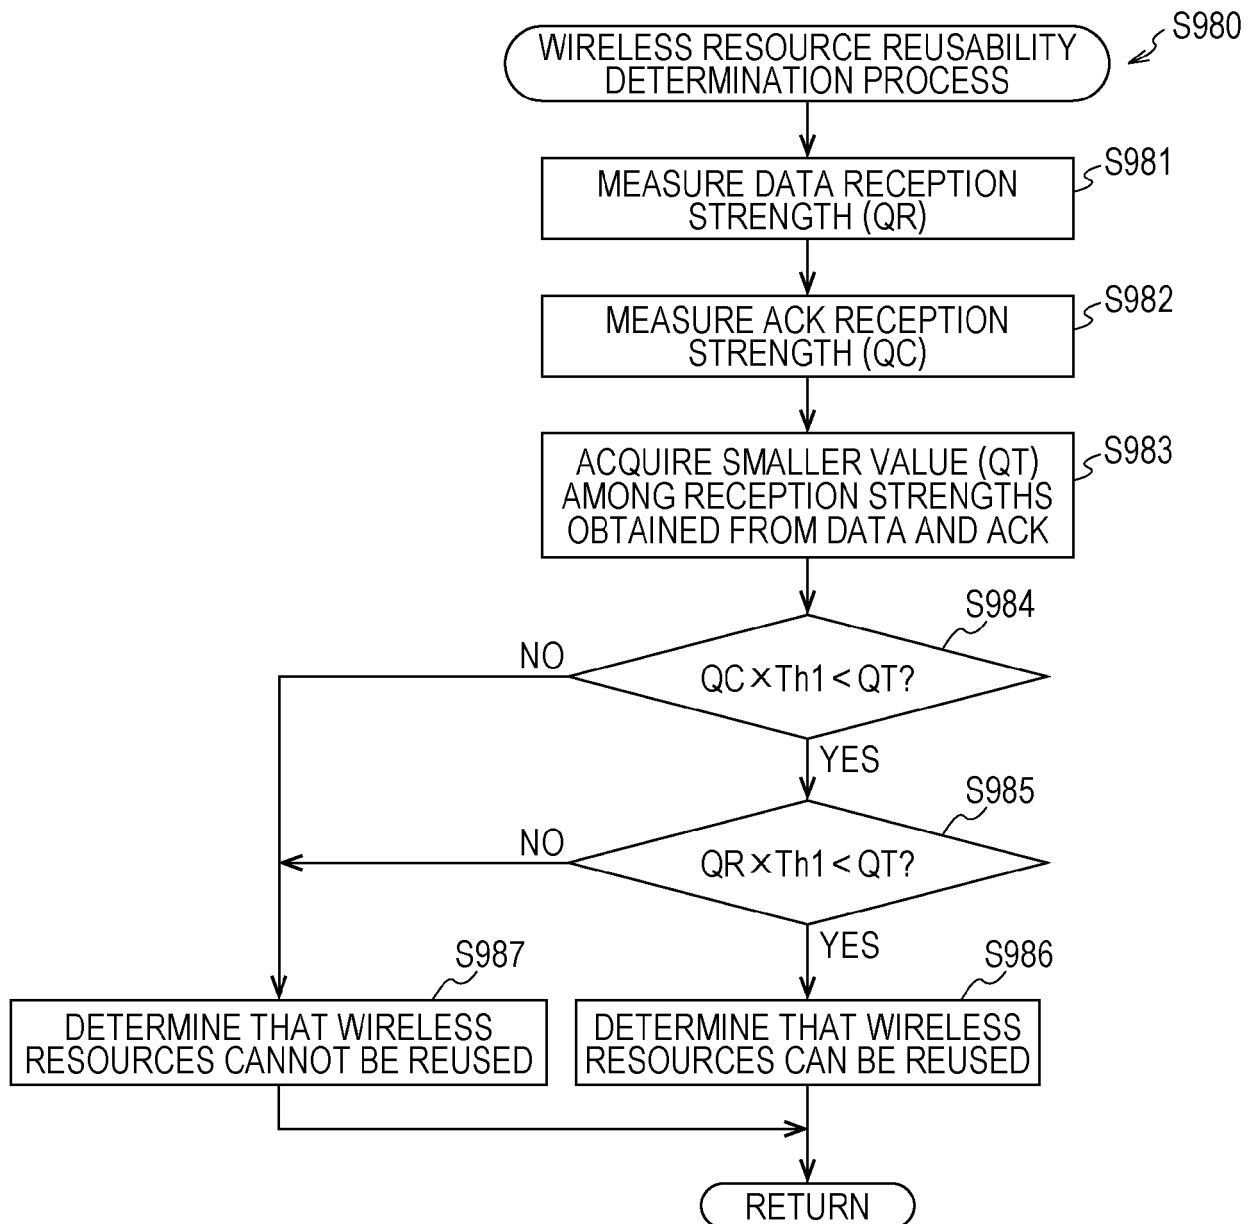 S980
WIRELESS RESOURCE REUSABILITY
DETERMINATION PROCESS
S981
MEASURE DATA RECEPTION
STRENGTH (QR)
S982
MEASURE ACK RECEPTION
STRENGTH (QC)
S983
ACQUIRE SMALLER VALUE (QT)
AMONG RECEPTION STRENGTHS
OBTAINED FROM DATA AND ACK
S984
NO
QC×Th1<QT?
YES
S985
NO
QR×Th1<QT?
YES
S987
S986
DETERMINE THAT WIRELESS
RESOURCES CANNOT BE REUSED
DETERMINE THAT WIRELESS
RESOURCES CAN BE REUSED
RETURN